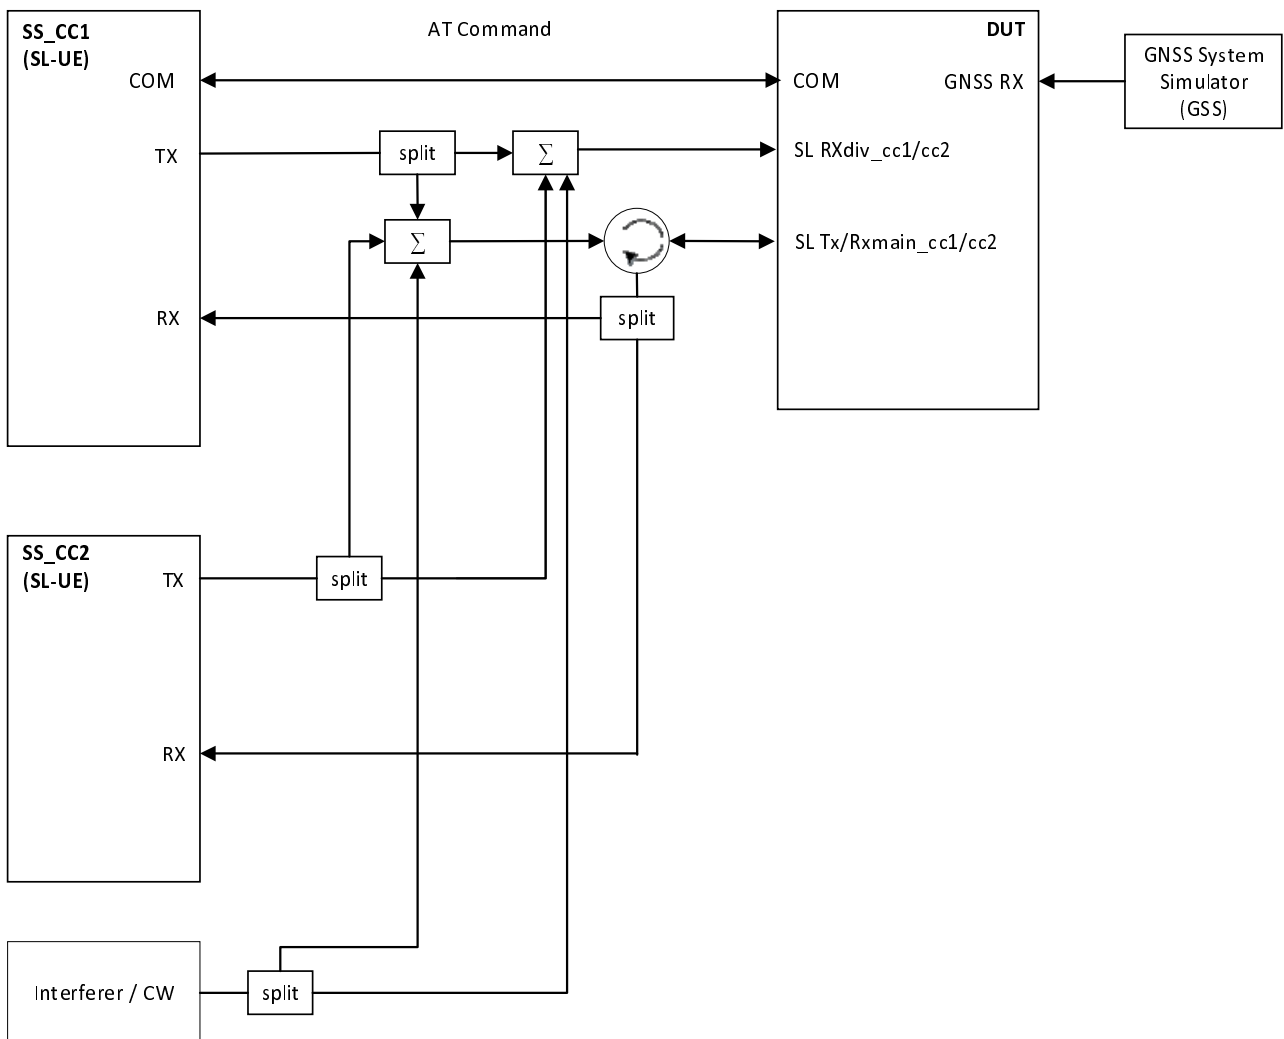 SS_CC1
(SL-UE)
AT Command
DUT
COM
COM
GNSS RX
GNSS System
Simulator
(GSS)
TX
split
∑
SL RXdiv_cc1/cc2
∑
SL Tx/Rxmain_cc1/cc2
RX
split
SS_CC2
(SL-UE)
TX
split
RX
Interferer / CW
split